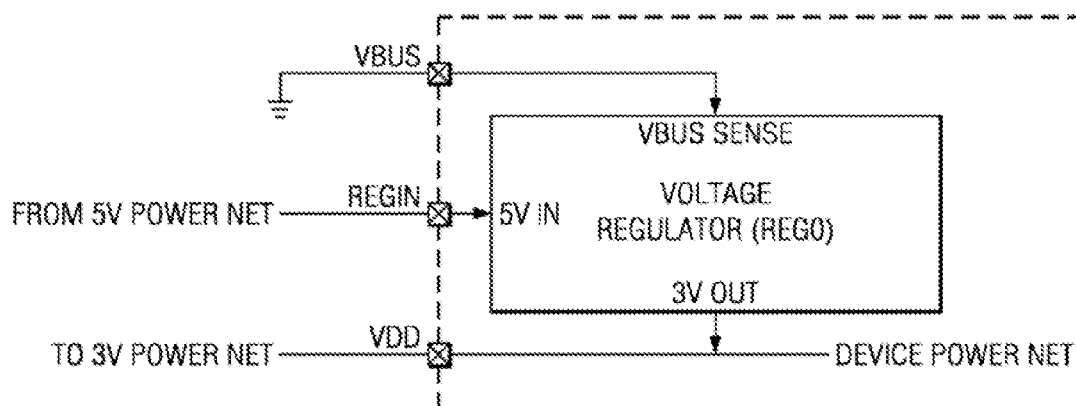 VBUS
VBUS SENSE
REGIN
FROM 5V POWER NET
5V IN
VOLTAGE
REGULATOR (REG0)
3V OUT
VDD
TO 3V POWER NET
DEVICE POWER NET